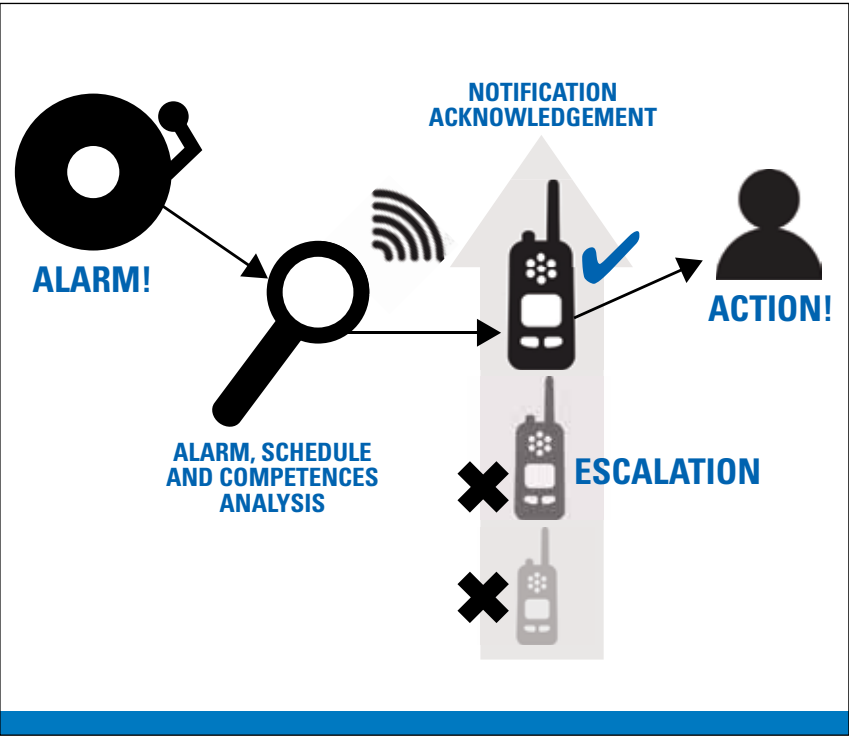 NOTIFICATION
ACKNOWLEDGEMENT
ALARM!
ACTION!
ALARM, SCHEDULE
AND COMPETENCES
ANALYSIS
ESCALATION